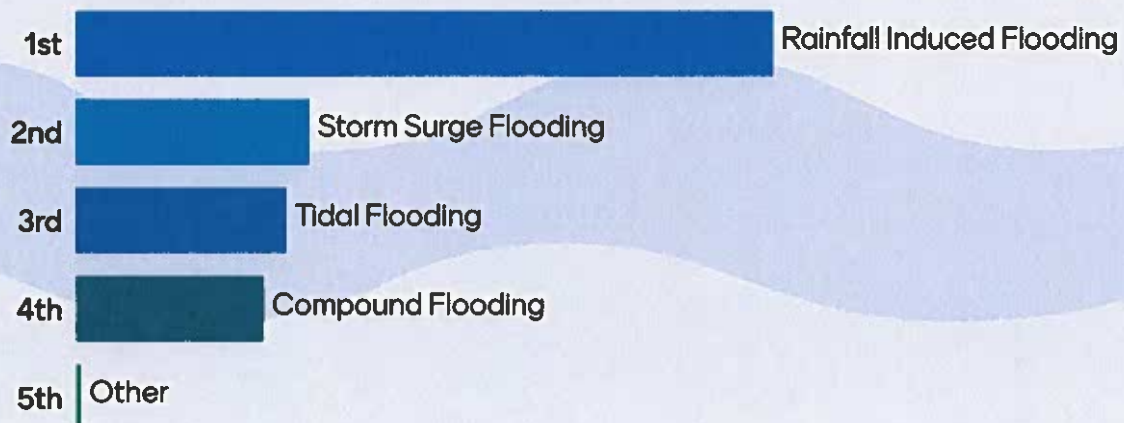 1st Rainfall Induced Flooding
2nd Storm Surge Flooding
3rd Tidal Flooding
4th Compound Flooding
5th Other